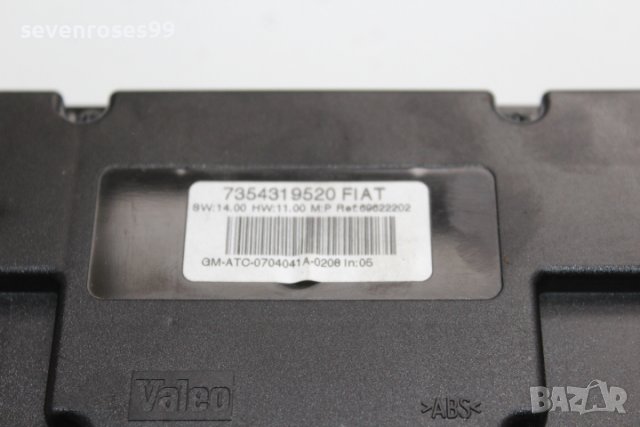 sevenroses99
7354319520 FIAT
SW:14.00 HW:11.00 M:P Ref:69622202
GM-ATC-0704041A-0208 In:05
Valeo
>ABS<
BAZAR